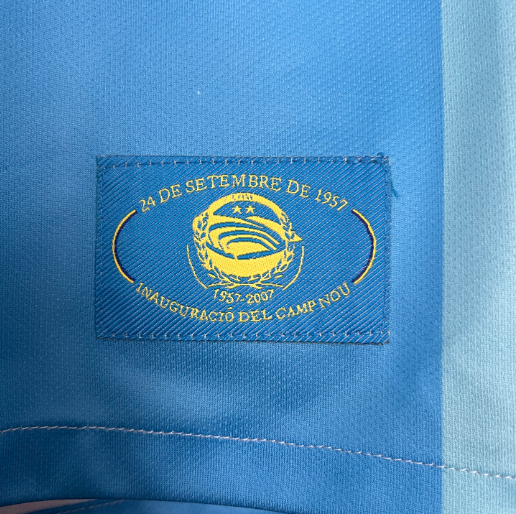 24 DE SETEMBRE DE 1957
1957-2007
INAUGURACIÓ DEL CAMP NOU